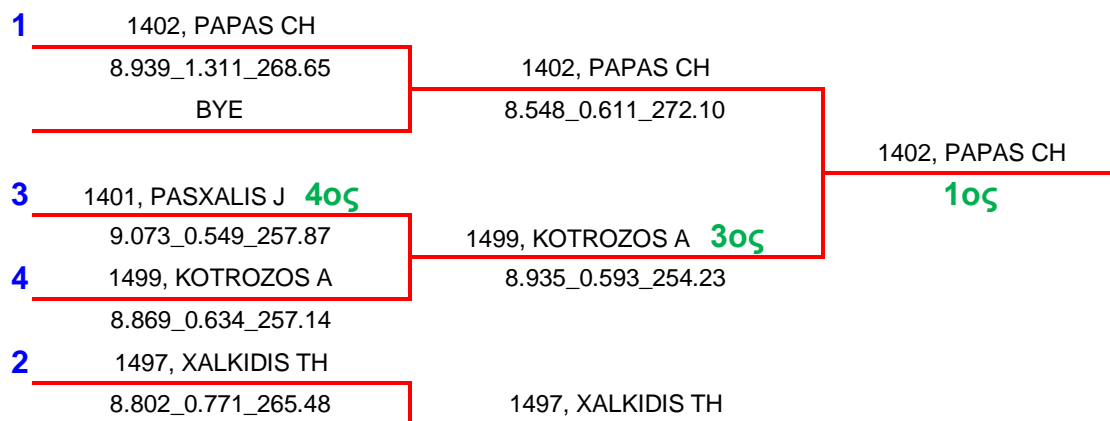 1
1402, PAPAS CH
8.939_1.311_268.65
BYE
1402, PAPAS CH
8.548_0.611_272.10
1402, PAPAS CH
1ος
3
1401, PASXALIS J 4ος
9.073_0.549_257.87
4
1499, KOTROZOS A
8.869_0.634_257.14
1499, KOTROZOS A 3ος
8.935_0.593_254.23
2
1497, XALKIDIS TH
8.802_0.771_265.48
1497, XALKIDIS TH